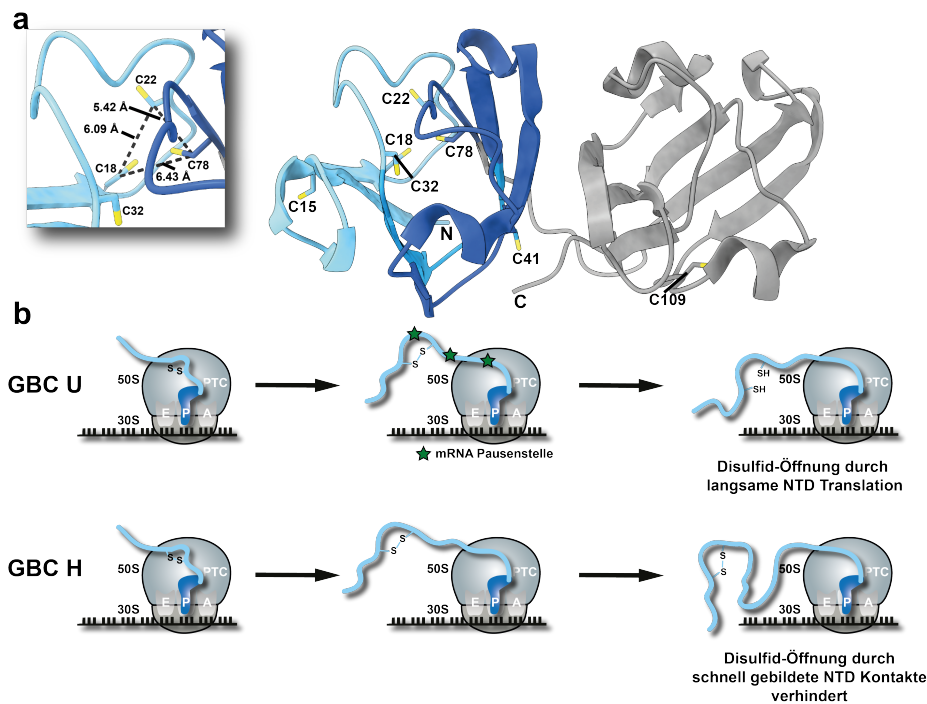 a
C22
5.42 Å
6.09 Å
C18
C78
6.43 Å
C32
C22
C18
C78
C32
C15
N
C41
C
C109
b
GBC U
S
S
50S
PTC
30S
E P A
S
S
50S
PTC
30S
E P A
mRNA Pausenstelle
SH
SH
50S
PTC
30S
E P A
Disulfid-Öffnung durch
langsame NTD Translation
GBC H
S
S
50S
PTC
30S
E P A
S
S
50S
PTC
30S
E P A
S
S
50S
PTC
30S
E P A
Disulfid-Öffnung durch
schnell gebildete NTD Kontakte
verhindert